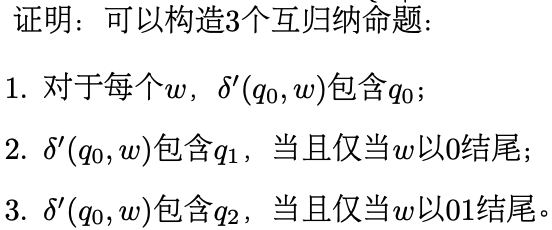 证明：可以构造3个互归纳命题：
1. 对于每个w，δ′(q₀, w)包含q₀；
2. δ′(q₀, w)包含q₁，当且仅当w以0结尾；
3. δ′(q₀, w)包含q₂，当且仅当w以01结尾。